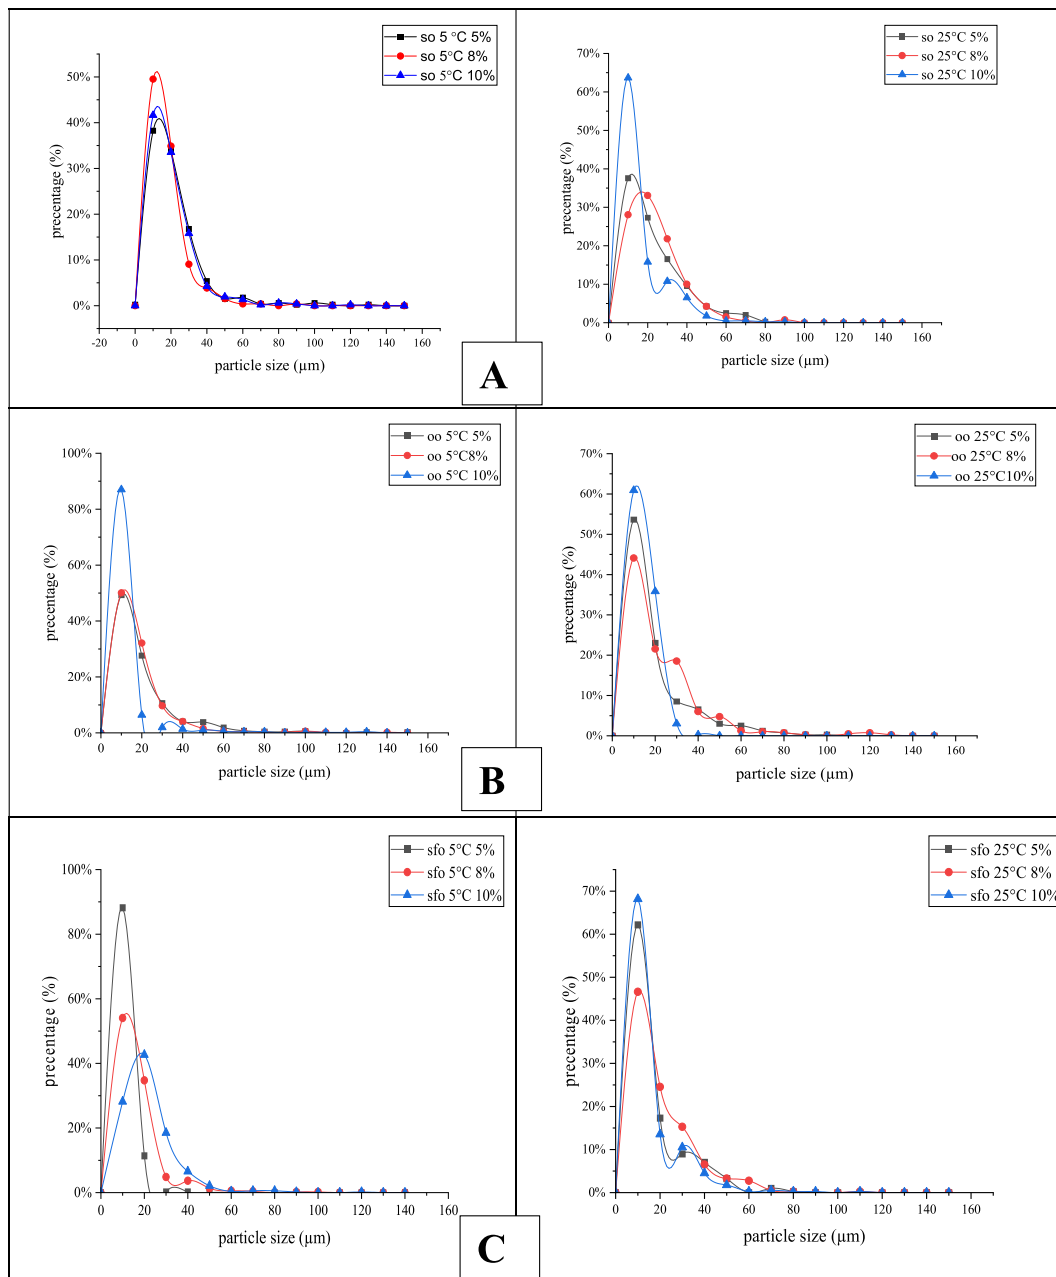 so 5 °C 5%
so 5°C 8%
so 5°C 10%
50%
40%
30%
20%
10%
0%
-20 0 20 40 60 80 100 120 140 160
precentage (%)
particle size (µm)
so 25°C 5%
so 25°C 8%
so 25°C 10%
70%
60%
50%
40%
30%
20%
10%
0%
0 20 40 60 80 100 120 140 160
precentage (%)
particle size (µm)
A
oo 5°C 5%
oo 5°C8%
oo 5°C 10%
100%
80%
60%
40%
20%
0%
0 20 40 60 80 100 120 140 160
precentage (%)
particle size (µm)
oo 25°C 5%
oo 25°C 8%
oo 25°C10%
70%
60%
50%
40%
30%
20%
10%
0%
0 20 40 60 80 100 120 140 160
precentage (%)
particle size (µm)
B
sfo 5°C 5%
sfo 5°C 8%
sfo 5°C 10%
100%
80%
60%
40%
20%
0%
0 20 40 60 80 100 120 140 160
precentage (%)
particle size (µm)
sfo 25°C 5%
sfo 25°C 8%
sfo 25°C 10%
70%
60%
50%
40%
30%
20%
10%
0%
0 20 40 60 80 100 120 140 160
precentage (%)
particle size (µm)
C